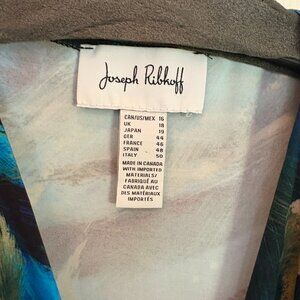 Joseph Ribkoff
CAN/US/MEX 16
UK 18
JAPAN 19
GER 44
FRANCE 46
SPAIN 48
ITALY 50
MADE IN CANADA
WITH IMPORTED
MATERIALS/
FABRIQUÉ AU
CANADA AVEC
DES MATÉRIAUX
IMPORTÉS